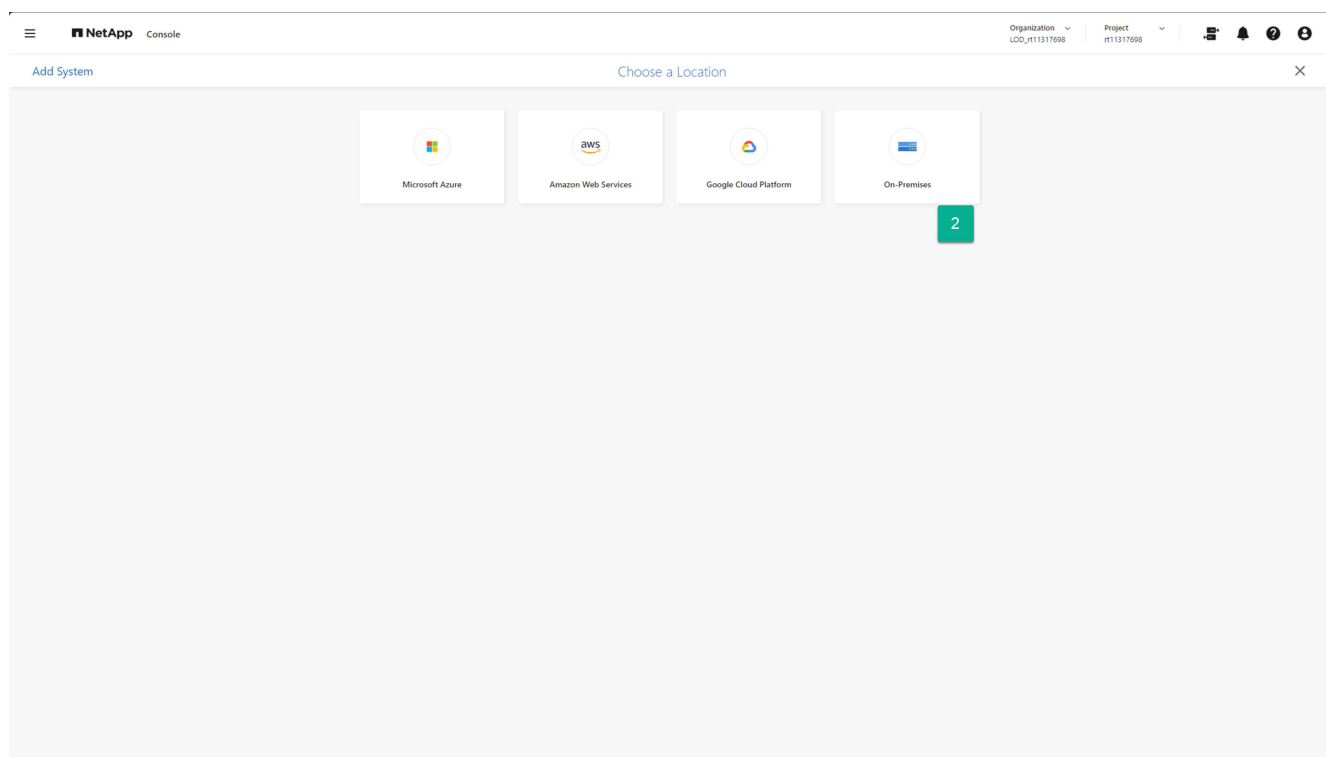 NetApp Console
Organization Project
LOD_rt11317698 rt11317698
Add System
Choose a Location
aws
Microsoft Azure
Amazon Web Services
Google Cloud Platform
On-Premises
2